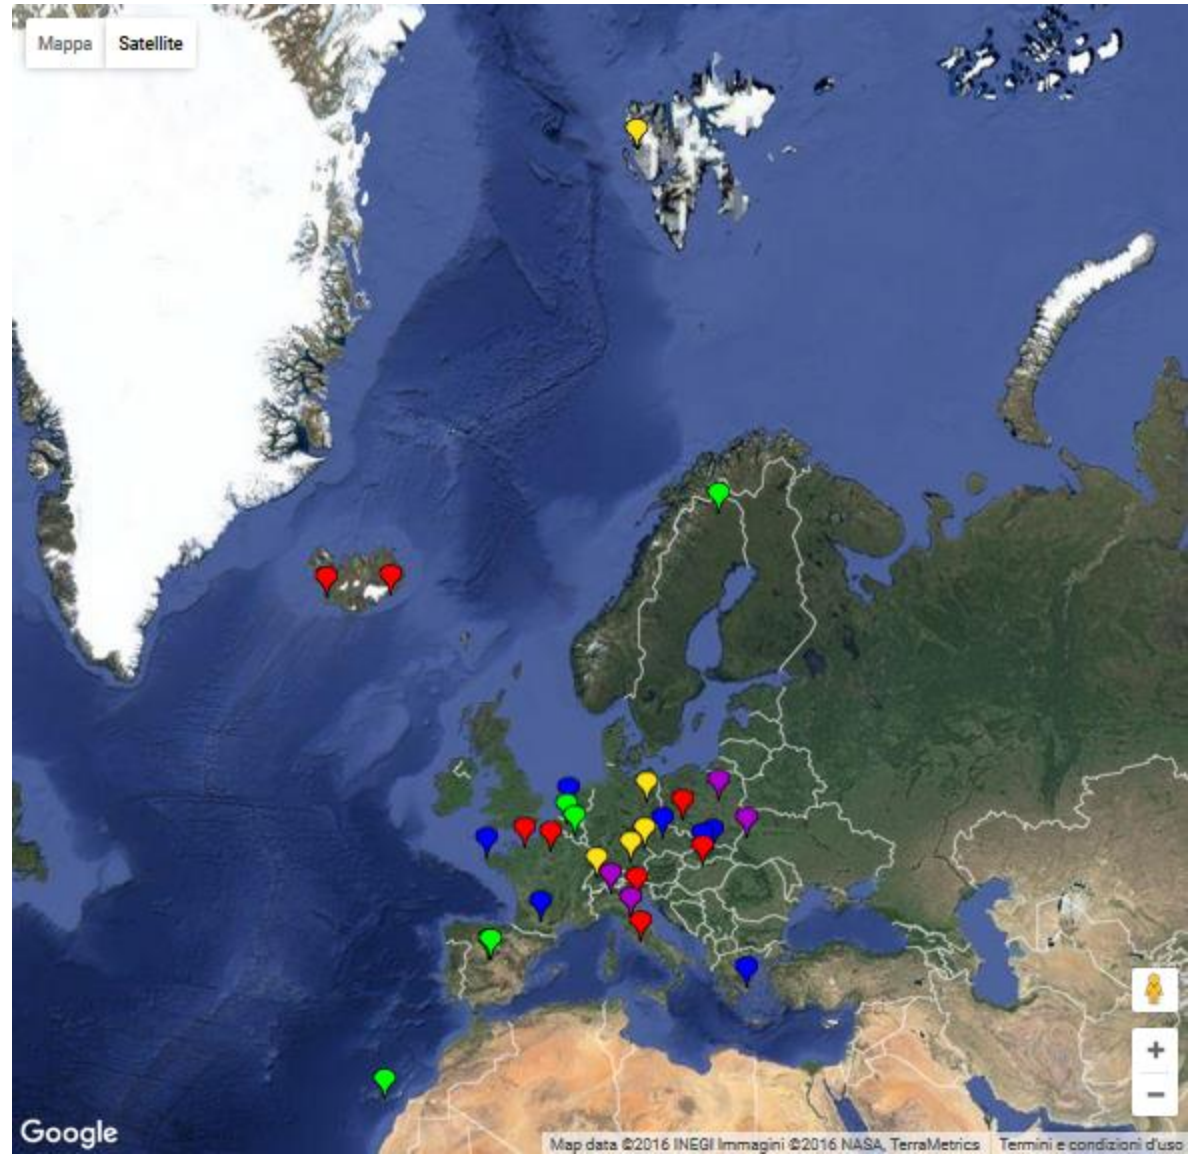 Mappa Satellite
+
−
Google
Map data ©2016 INEGI Immagini ©2016 NASA, TerraMetrics Termini e condizioni d'uso